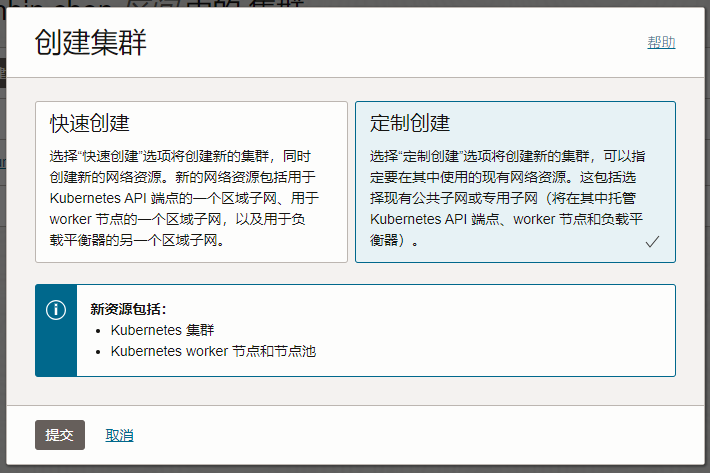 创建集群
帮助
快速创建
选择“快速创建”选项将创建新的集群，同时
创建新的网络资源。新的网络资源包括用于
Kubernetes API 端点的一个区域子网、用于
worker 节点的一个区域子网，以及用于负
载平衡器的另一个区域子网。
定制创建
选择“定制创建”选项将创建新的集群，可以指
定要在其中使用的现有网络资源。这包括选
择现有公共子网或专用子网（将在其中托管
Kubernetes API 端点、worker 节点和负载平
衡器）。
新资源包括：
• Kubernetes 集群
• Kubernetes worker 节点和节点池
提交
取消